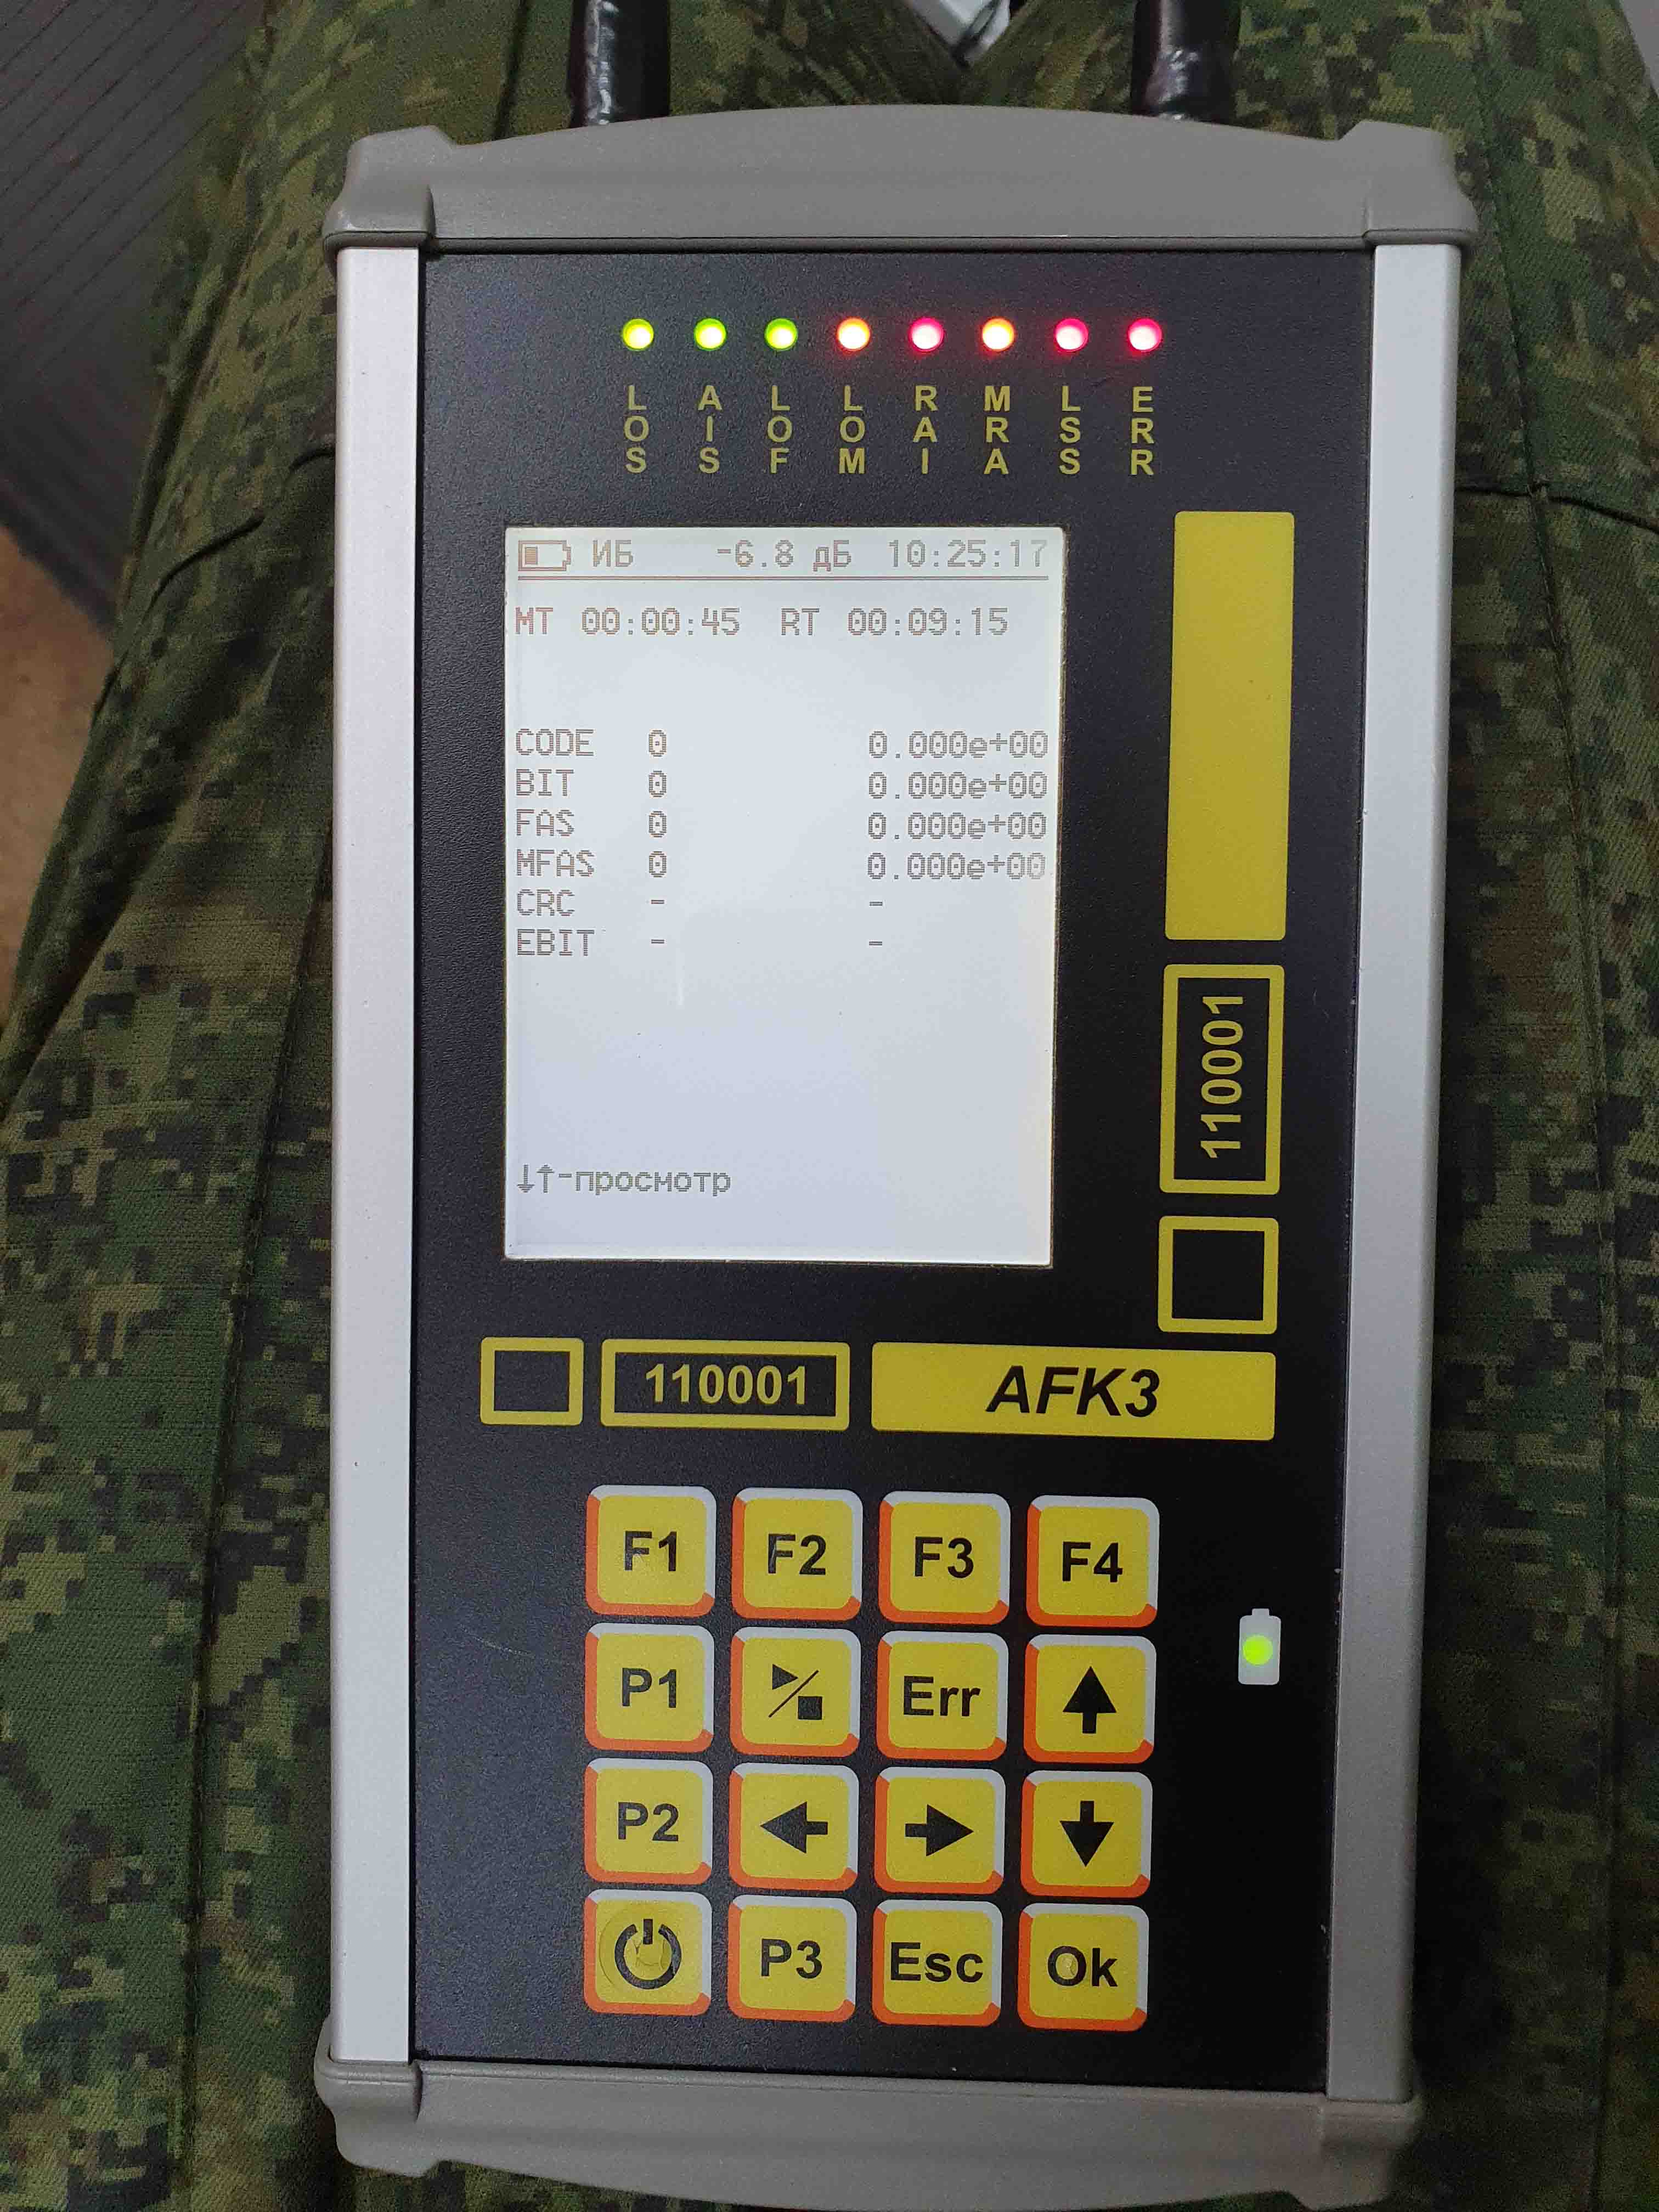 LOS AIS LOF LOM RAI MRA LSS ERR
ИБ -6.8 дБ 10:25:17
MT 00:00:45 RT 00:09:15
CODE 0 0.000e+00
BIT 0 0.000e+00
FAS 0 0.000e+00
MFAS 0 0.000e+00
CRC - -
EBIT - -
↓↑-просмотр
110001
110001 AFK3
F1 F2 F3 F4
P1 Err
P2
P3 Esc Ok